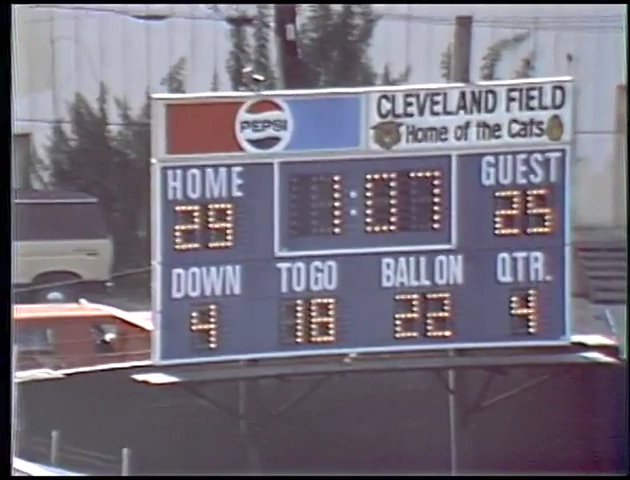 PEPSI
CLEVELAND FIELD
Home of the Cats
HOME 1:07 GUEST
29 25
DOWN TO GO BALL ON QTR.
4 18 22 4